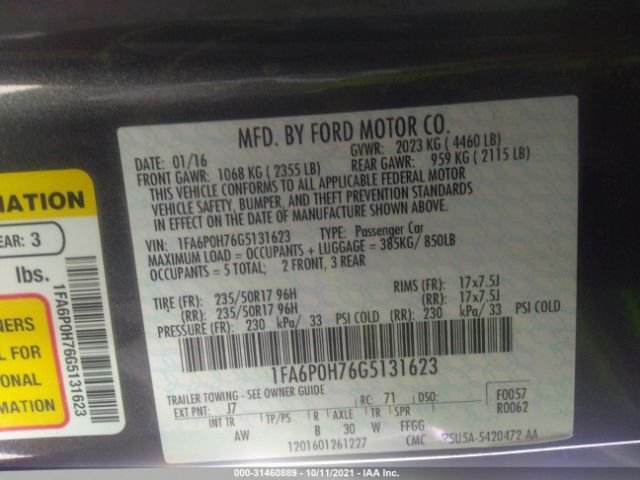 MFD. BY FORD MOTOR CO.
DATE: 01/16
GVWR: 2023 KG ( 4460 LB)
FRONT GAWR: 1068 KG ( 2355 LB)
REAR GAWR: 959 KG ( 2115 LB)
THIS VEHICLE CONFORMS TO ALL APPLICABLE FEDERAL MOTOR
VEHICLE SAFETY, BUMPER, AND THEFT PREVENTION STANDARDS
IN EFFECT ON THE DATE OF MANUFACTURE SHOWN ABOVE.
VIN: 1FA6P0H76G5131623 TYPE: Passenger Car
MAXIMUM LOAD = OCCUPANTS + LUGGAGE = 385KG/ 850LB
OCCUPANTS = 5 TOTAL; 2 FRONT, 3 REAR
TIRE (FR): 235/50R17 96H RIMS (FR): 17x7.5J
(RR): 235/50R17 96H (RR): 17x7.5J
PRESSURE (FR): 230 kPa/ 33 PSI COLD (RR): 230 kPa/ 33 PSI COLD
1FA6P0H76G5131623
TRAILER TOWING - SEE OWNER GUIDE
EXT PNT: J7 RC: 71 DSO:
F0057
R0062
INT TR TP/PS R AXLE TR SPR
AW B 30 W FFGG
1201601261227 CMC 5U5A-5420472-AA
NATION
EAR: 3
lbs.
NERS
L FOR
IONAL
RMATION
1FA6P0H76G5131623
000-31460889 - 10/11/2021 - IAA Inc.